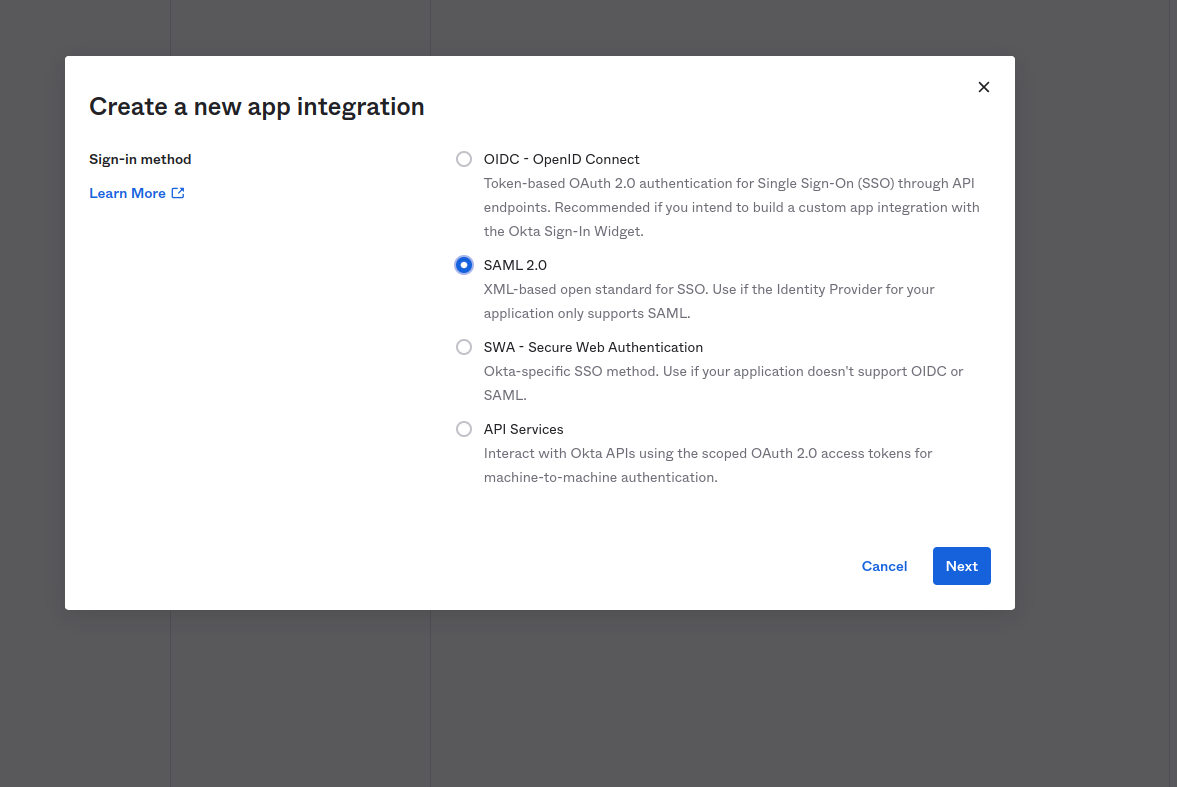 Create a new app integration
Sign-in method
Learn More
OIDC - OpenID Connect
Token-based OAuth 2.0 authentication for Single Sign-On (SSO) through API
endpoints. Recommended if you intend to build a custom app integration with
the Okta Sign-In Widget.
SAML 2.0
XML-based open standard for SSO. Use if the Identity Provider for your
application only supports SAML.
SWA - Secure Web Authentication
Okta-specific SSO method. Use if your application doesn't support OIDC or
SAML.
API Services
Interact with Okta APIs using the scoped OAuth 2.0 access tokens for
machine-to-machine authentication.
Cancel
Next